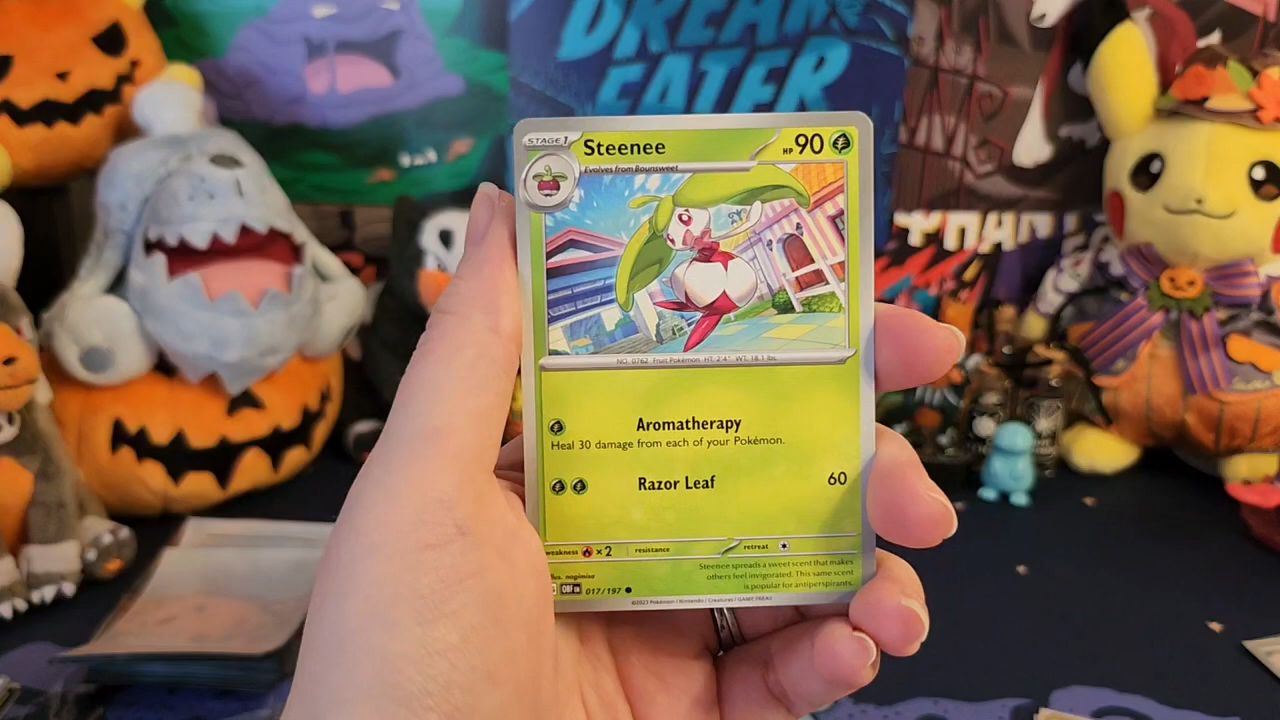 DREAM
EATER
STAGE 1 Steenee HP 90
Evolves from Bounsweet
NO. 0762 Fruit Pokémon HT: 2'4" WT: 18.1 lbs.
Aromatherapy
Heal 30 damage from each of your Pokémon.
Razor Leaf 60
weakness ×2 resistance retreat
Steenee spreads a sweet scent that makes
others feel invigorated. This same scent
is popular for antiperspirants.
illus. nagimiso
OBF EN 017/197
©2023 Pokémon / Nintendo / Creatures / GAME FREAK